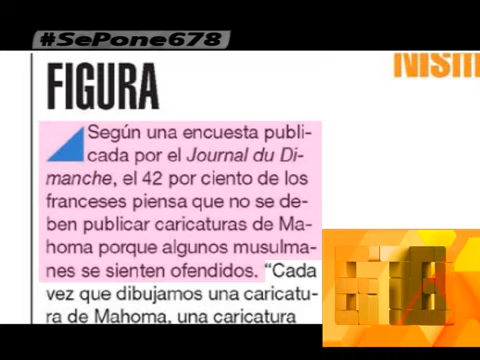 #SePone678
NISM
FIGURA
Según una encuesta publi-
cada por el Journal du Di-
manche, el 42 por ciento de los
franceses piensa que no se de-
ben publicar caricaturas de Ma-
homa porque algunos musulma-
nes se sienten ofendidos. “Cada
vez que dibujamos una caricatu-
ra de Mahoma, una caricatura